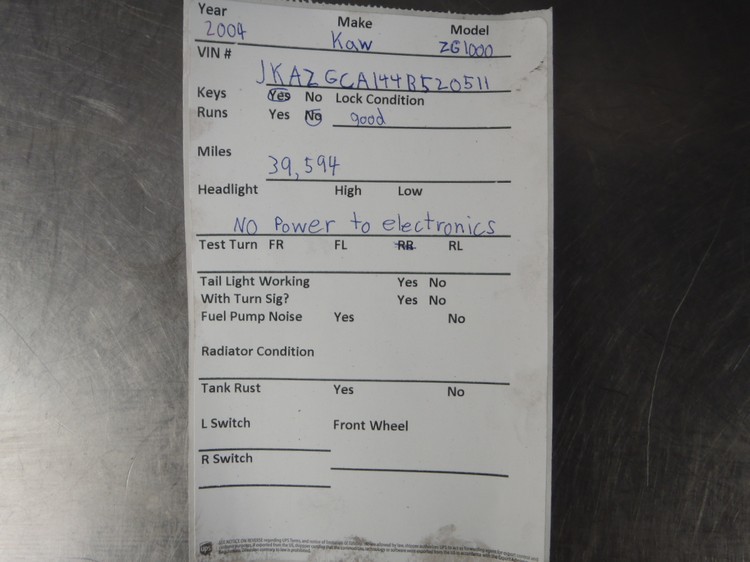 Year Make Model
2004 Kaw ZG1000
VIN #
JKAZGCA144B520511
Keys Yes No Lock Condition
Runs Yes No good
Miles
39,594
Headlight High Low
No Power to electronics
Test Turn FR FL RR RL
Tail Light Working Yes No
With Turn Sig? Yes No
Fuel Pump Noise Yes No
Radiator Condition
Tank Rust Yes No
L Switch Front Wheel
R Switch
ups